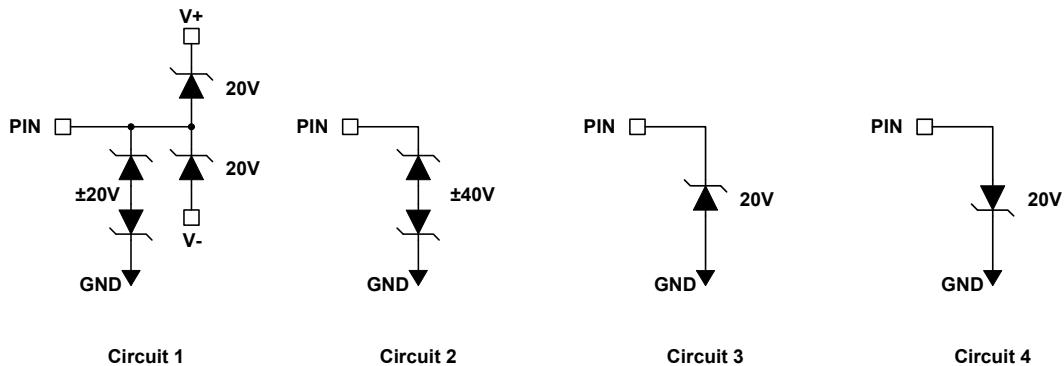 V+
20V
PIN
20V
±20V
V-
GND
Circuit 1
PIN
±40V
GND
Circuit 2
PIN
20V
GND
Circuit 3
PIN
20V
GND
Circuit 4